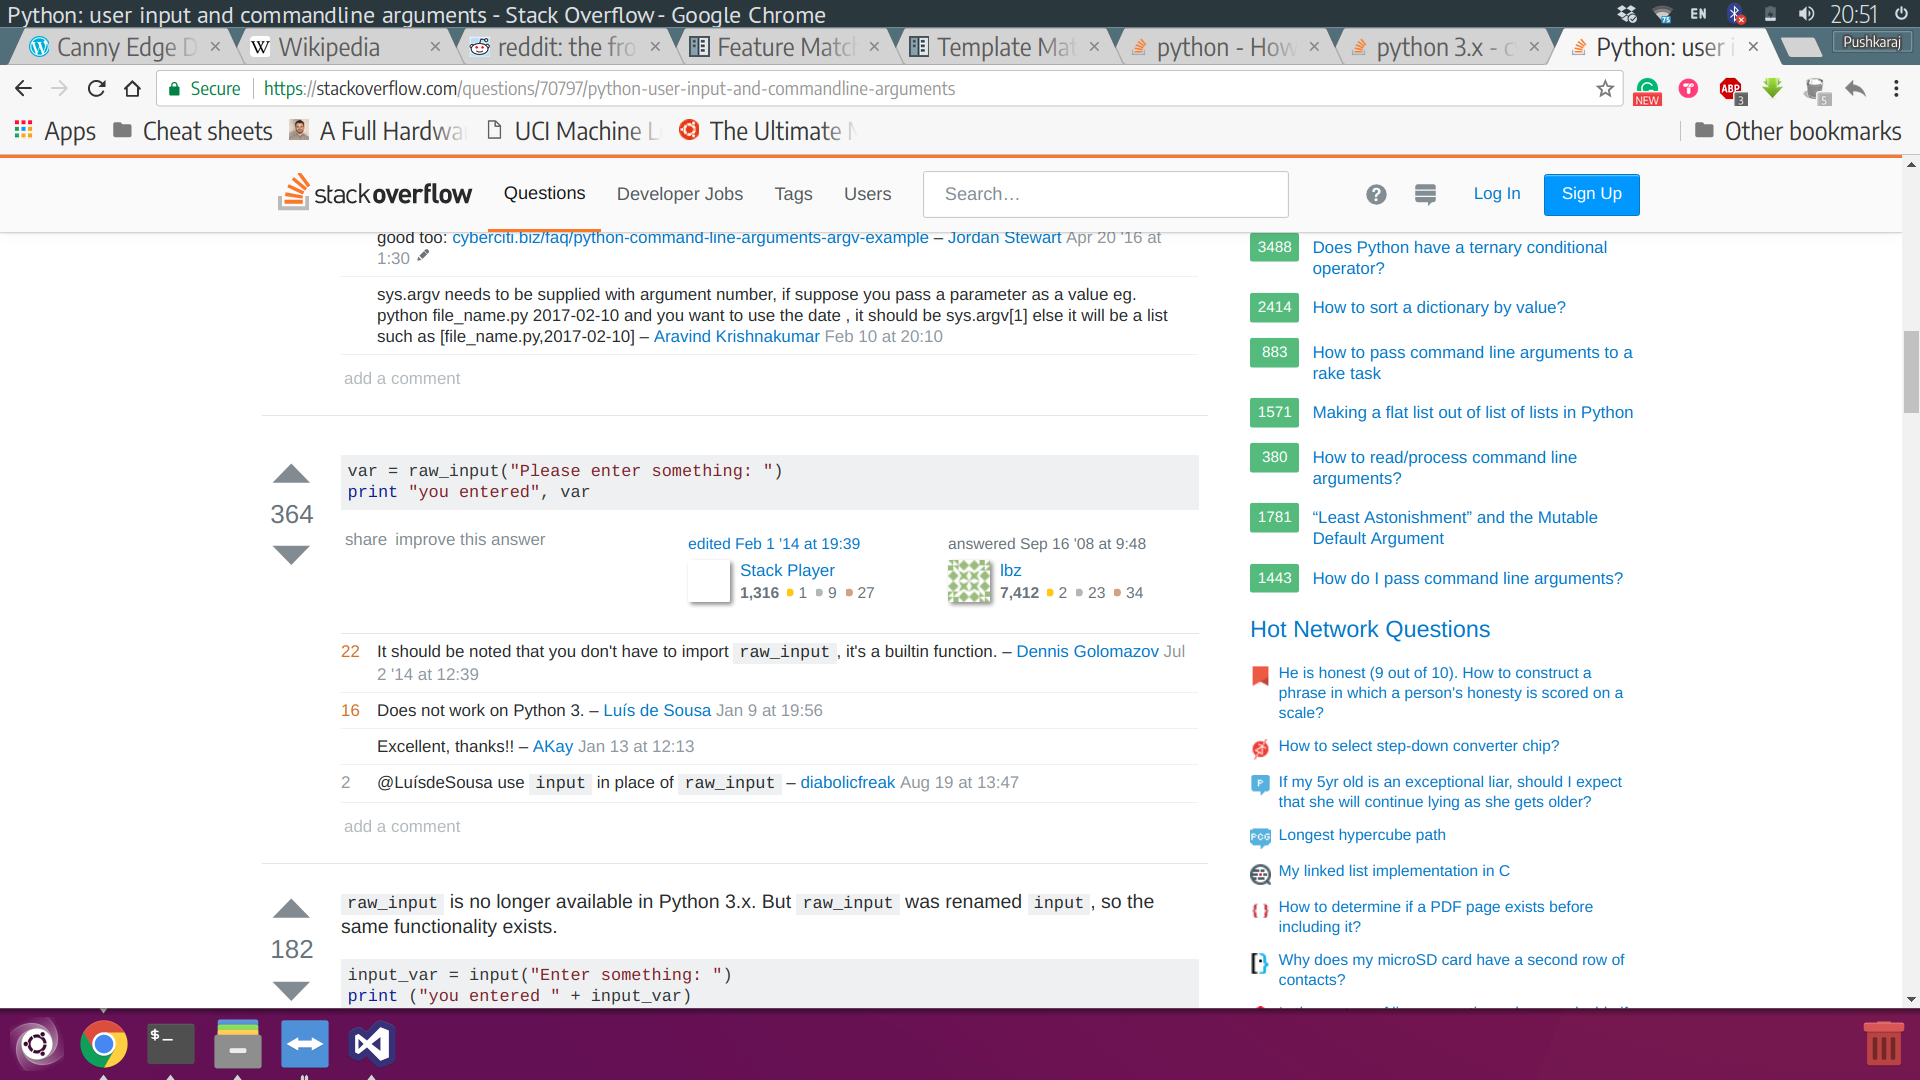 Python: user input and commandline arguments - Stack Overflow - Google Chrome
EN
20:51
Canny Edge D
Wikipedia
reddit: the fro
Feature Match
Template Mat
python - How
python 3.x - c
Python: user i
Pushkaraj
Secure
https://stackoverflow.com/questions/70797/python-user-input-and-commandline-arguments
NEW
ABP
3
5
Apps
Cheat sheets
A Full Hardwa
UCI Machine L
The Ultimate
Other bookmarks
stackoverflow
Questions
Developer Jobs
Tags
Users
Search…
?
Log In
Sign Up
good too: cyberciti.biz/faq/python-command-line-arguments-argv-example – Jordan Stewart Apr 20 '16 at
1:30
sys.argv needs to be supplied with argument number, if suppose you pass a parameter as a value eg.
python file_name.py 2017-02-10 and you want to use the date , it should be sys.argv[1] else it will be a list
such as [file_name.py,2017-02-10] – Aravind Krishnakumar Feb 10 at 20:10
add a comment
364
var = raw_input("Please enter something: ")
print "you entered", var
share improve this answer
edited Feb 1 '14 at 19:39
Stack Player
1,316 1 9 27
answered Sep 16 '08 at 9:48
lbz
7,412 2 23 34
22 It should be noted that you don't have to import raw_input , it's a builtin function. – Dennis Golomazov Jul
2 '14 at 12:39
16 Does not work on Python 3. – Luís de Sousa Jan 9 at 19:56
Excellent, thanks!! – AKay Jan 13 at 12:13
2 @LuísdeSousa use input in place of raw_input – diabolicfreak Aug 19 at 13:47
add a comment
182
raw_input is no longer available in Python 3.x. But raw_input was renamed input , so the
same functionality exists.
input_var = input("Enter something: ")
print ("you entered " + input_var)
3488 Does Python have a ternary conditional
operator?
2414 How to sort a dictionary by value?
883 How to pass command line arguments to a
rake task
1571 Making a flat list out of list of lists in Python
380 How to read/process command line
arguments?
1781 “Least Astonishment” and the Mutable
Default Argument
1443 How do I pass command line arguments?
Hot Network Questions
He is honest (9 out of 10). How to construct a
phrase in which a person's honesty is scored on a
scale?
How to select step-down converter chip?
If my 5yr old is an exceptional liar, should I expect
that she will continue lying as she gets older?
Longest hypercube path
My linked list implementation in C
How to determine if a PDF page exists before
including it?
Why does my microSD card have a second row of
contacts?